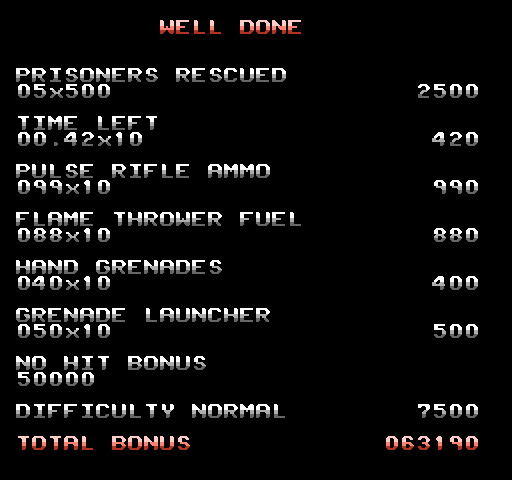 WELL DONE
PRISONERS RESCUED
05x500 2500
TIME LEFT
00.42x10 420
PULSE RIFLE AMMO
099x10 990
FLAME THROWER FUEL
088x10 880
HAND GRENADES
040x10 400
GRENADE LAUNCHER
050x10 500
NO HIT BONUS
50000
DIFFICULTY NORMAL 7500
TOTAL BONUS 063190